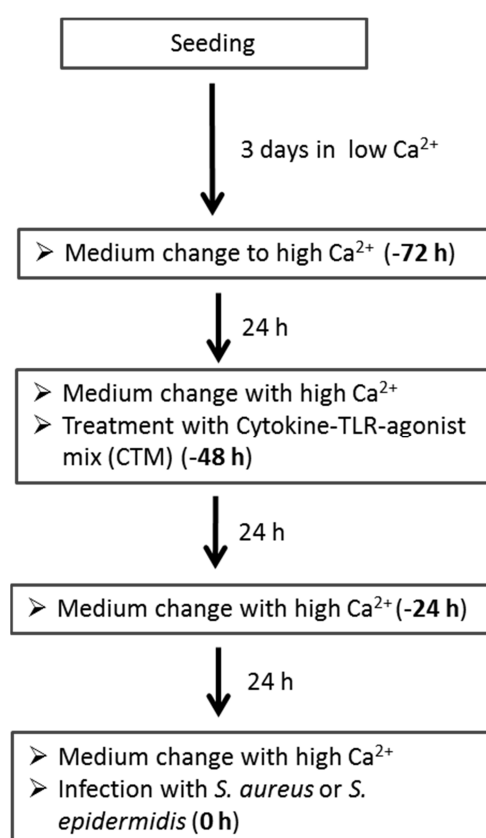 Seeding
3 days in low Ca²⁺
➢ Medium change to high Ca²⁺ (-72 h)
24 h
➢ Medium change with high Ca²⁺
➢ Treatment with Cytokine-TLR-agonist
mix (CTM) (-48 h)
24 h
➢ Medium change with high Ca²⁺ (-24 h)
24 h
➢ Medium change with high Ca²⁺
➢ Infection with S. aureus or S.
epidermidis (0 h)